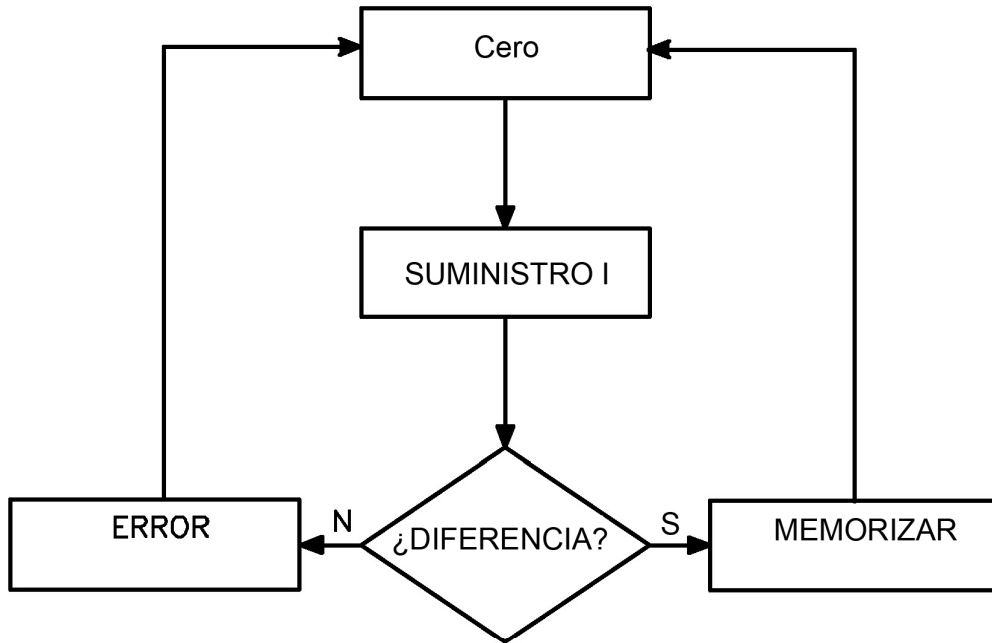 Cero
SUMINISTRO I
ERROR
N
¿DIFERENCIA?
S
MEMORIZAR